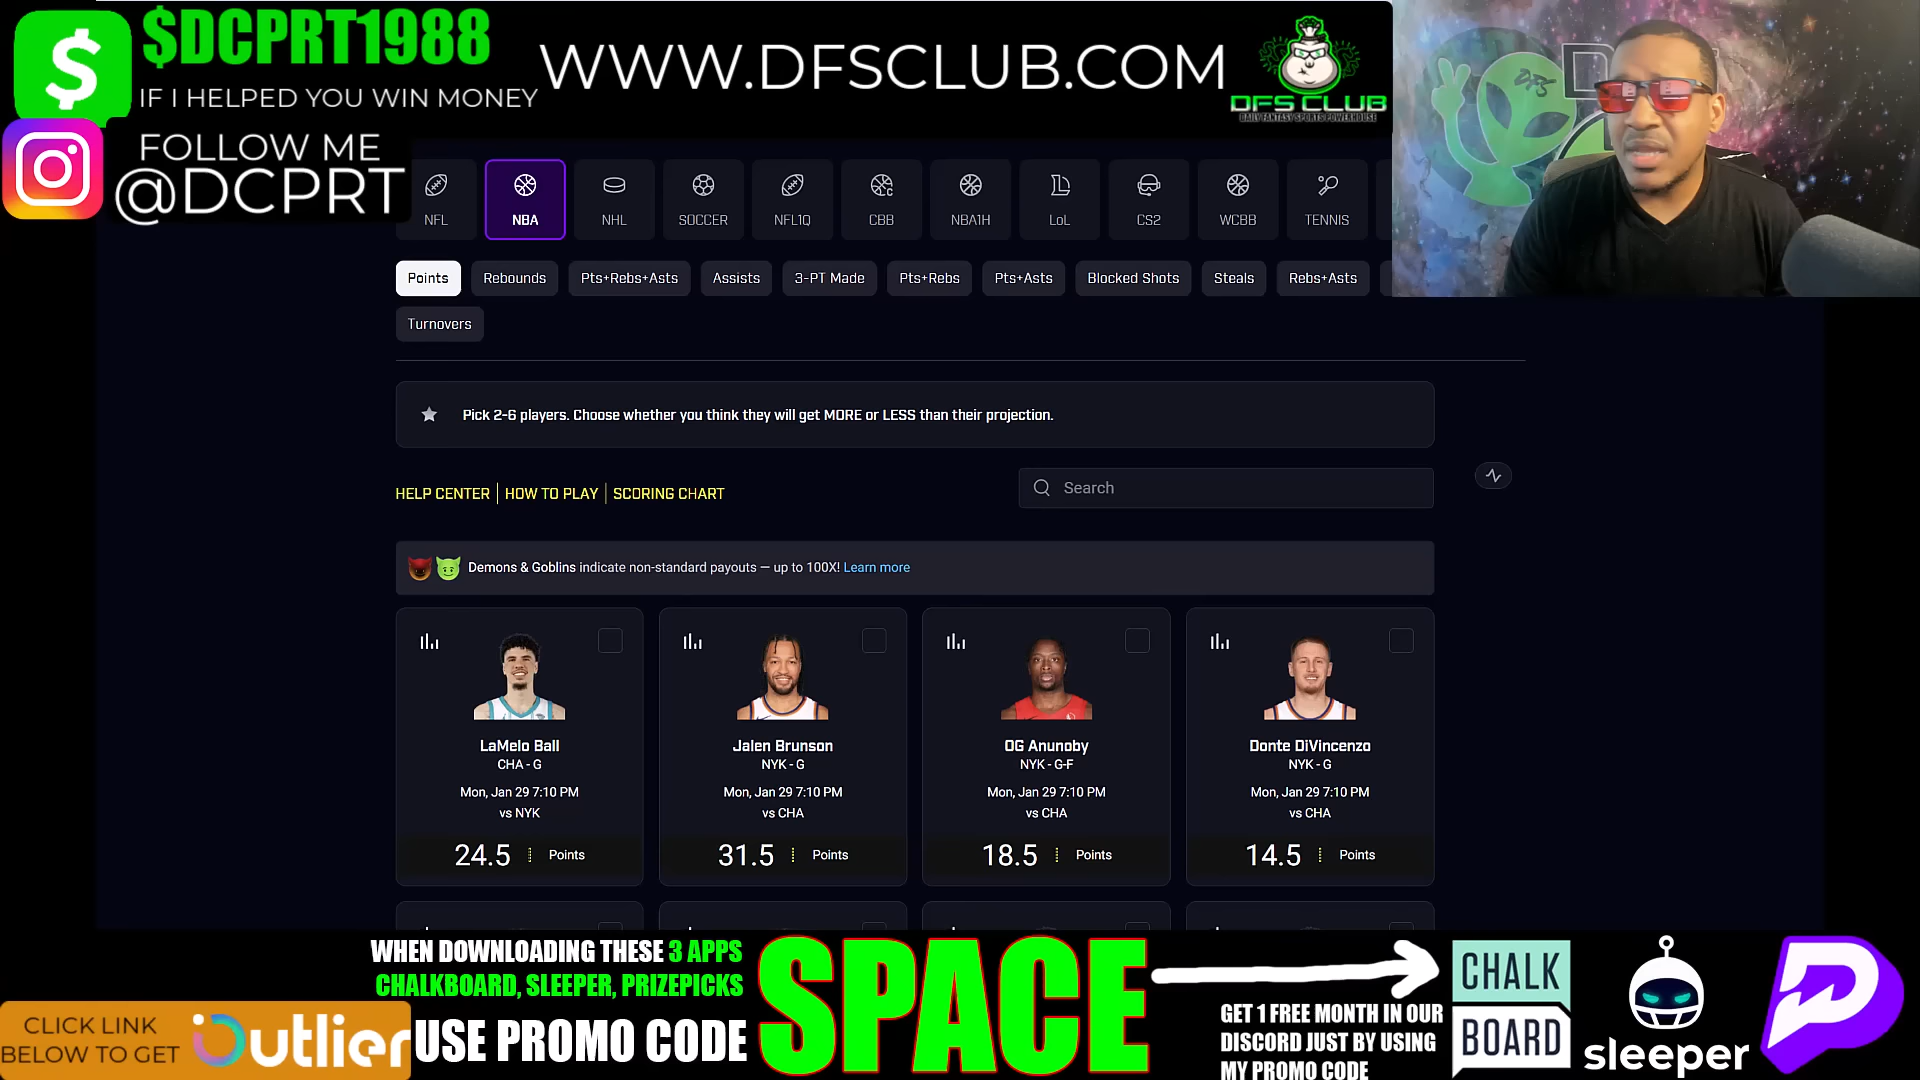 $DCPRT1988
IF I HELPED YOU WIN MONEY
WWW.DFSCLUB.COM
DFS CLUB
DAILY FANTASY SPORTS POWERHOUSE
DFS
FOLLOW ME
@DCPRT
NFL
NBA
NHL
SOCCER
NFL1Q
CBB
NBA1H
LoL
CS2
WCBB
TENNIS
Points
Rebounds
Pts+Rebs+Asts
Assists
3-PT Made
Pts+Rebs
Pts+Asts
Blocked Shots
Steals
Rebs+Asts
Turnovers
Pick 2-6 players. Choose whether you think they will get MORE or LESS than their projection.
HELP CENTER
HOW TO PLAY
SCORING CHART
Search
Demons & Goblins indicate non-standard payouts — up to 100X! Learn more
LaMelo Ball
CHA - G
Mon, Jan 29 7:10 PM
vs NYK
24.5 Points
Jalen Brunson
NYK - G
Mon, Jan 29 7:10 PM
vs CHA
31.5 Points
OG Anunoby
NYK - G-F
Mon, Jan 29 7:10 PM
vs CHA
18.5 Points
Donte DiVincenzo
NYK - G
Mon, Jan 29 7:10 PM
vs CHA
14.5 Points
WHEN DOWNLOADING THESE 3 APPS
CHALKBOARD, SLEEPER, PRIZEPICKS
USE PROMO CODE
SPACE
CLICK LINK
BELOW TO GET
Outlier
GET 1 FREE MONTH IN OUR
DISCORD JUST BY USING
MY PROMO CODE
CHALK
BOARD
sleeper